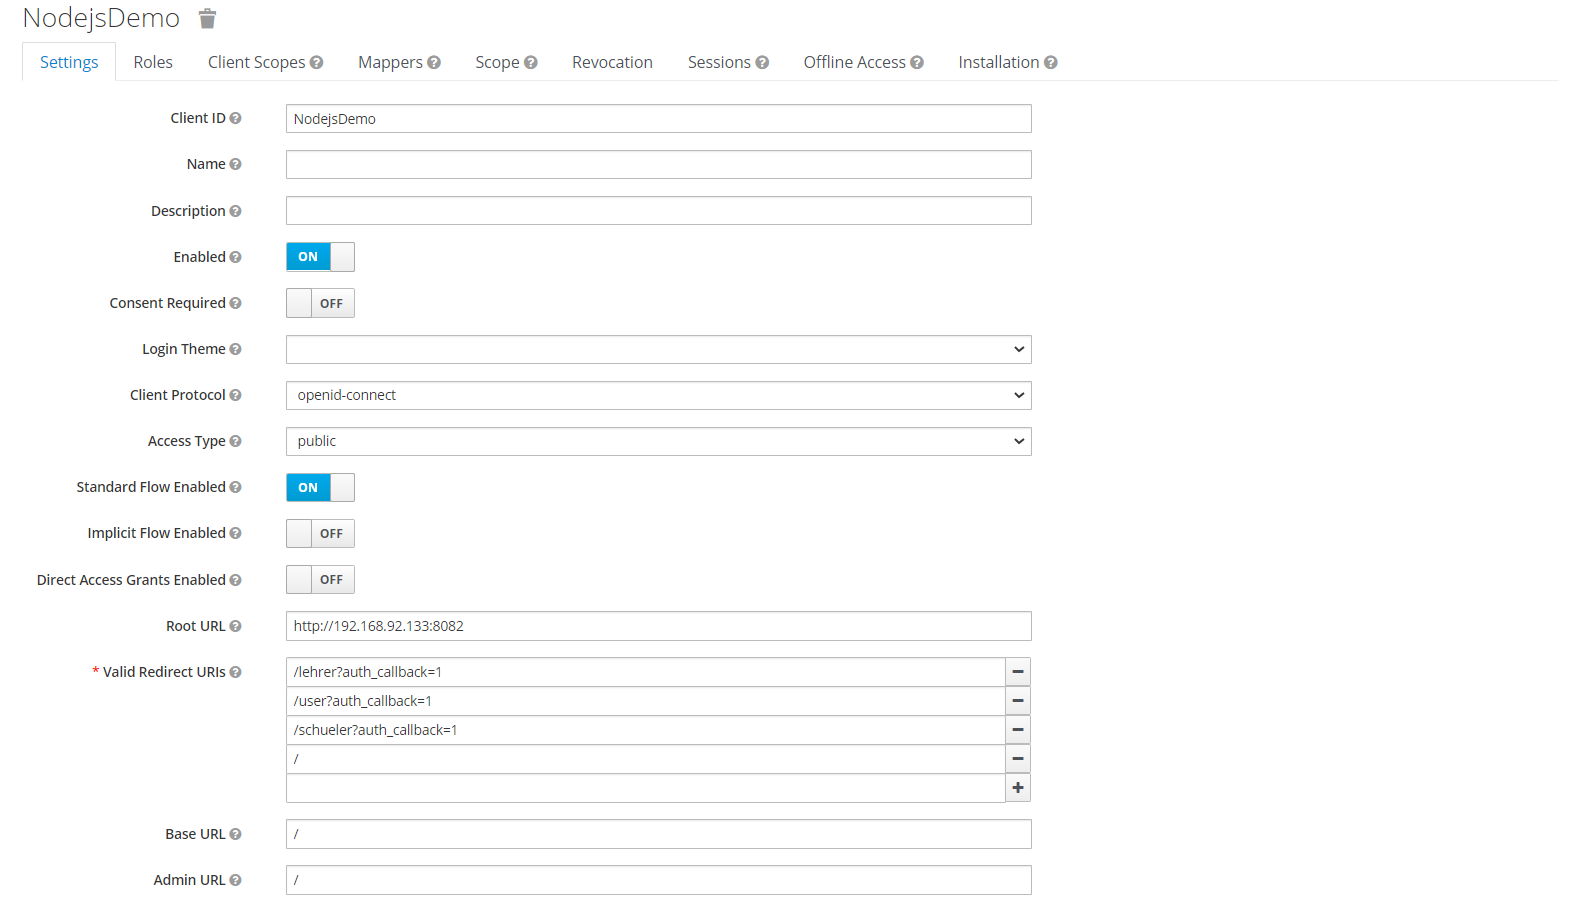 NodejsDemo
Settings Roles Client Scopes Mappers Scope Revocation Sessions Offline Access Installation
Client ID NodejsDemo
Name
Description
Enabled ON
Consent Required OFF
Login Theme
Client Protocol openid-connect
Access Type public
Standard Flow Enabled ON
Implicit Flow Enabled OFF
Direct Access Grants Enabled OFF
Root URL http://192.168.92.133:8082
* Valid Redirect URIs /lehrer?auth_callback=1
/user?auth_callback=1
/schueler?auth_callback=1
/
Base URL /
Admin URL /